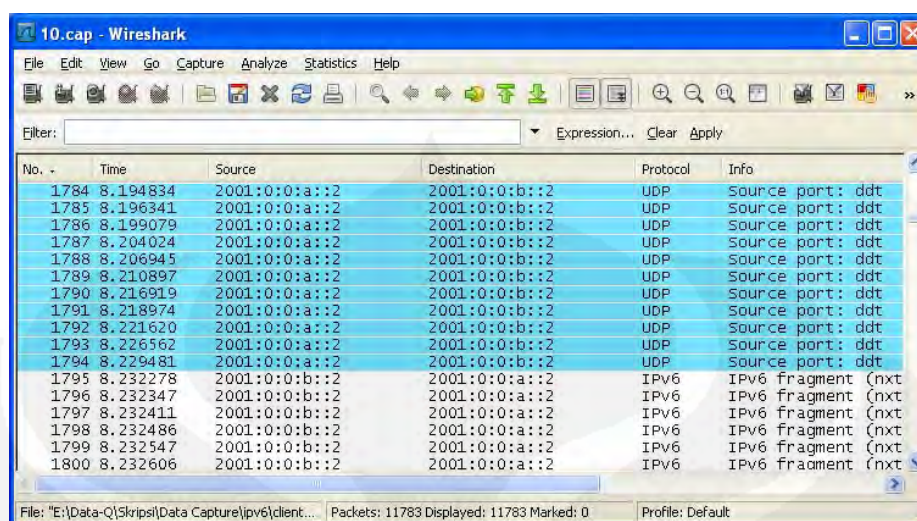 10.cap - Wireshark
File Edit View Go Capture Analyze Statistics Help
Filter: Expression... Clear Apply
No. - Time Source Destination Protocol Info
1784 8.194834 2001:0:0:a::2 2001:0:0:b::2 UDP Source port: ddt
1785 8.196341 2001:0:0:a::2 2001:0:0:b::2 UDP Source port: ddt
1786 8.199079 2001:0:0:a::2 2001:0:0:b::2 UDP Source port: ddt
1787 8.204024 2001:0:0:a::2 2001:0:0:b::2 UDP Source port: ddt
1788 8.206945 2001:0:0:a::2 2001:0:0:b::2 UDP Source port: ddt
1789 8.210897 2001:0:0:a::2 2001:0:0:b::2 UDP Source port: ddt
1790 8.216919 2001:0:0:a::2 2001:0:0:b::2 UDP Source port: ddt
1791 8.218974 2001:0:0:a::2 2001:0:0:b::2 UDP Source port: ddt
1792 8.221620 2001:0:0:a::2 2001:0:0:b::2 UDP Source port: ddt
1793 8.226562 2001:0:0:a::2 2001:0:0:b::2 UDP Source port: ddt
1794 8.229481 2001:0:0:a::2 2001:0:0:b::2 UDP Source port: ddt
1795 8.232278 2001:0:0:b::2 2001:0:0:a::2 IPv6 IPv6 fragment (nxt
1796 8.232347 2001:0:0:b::2 2001:0:0:a::2 IPv6 IPv6 fragment (nxt
1797 8.232411 2001:0:0:b::2 2001:0:0:a::2 IPv6 IPv6 fragment (nxt
1798 8.232486 2001:0:0:b::2 2001:0:0:a::2 IPv6 IPv6 fragment (nxt
1799 8.232547 2001:0:0:b::2 2001:0:0:a::2 IPv6 IPv6 fragment (nxt
1800 8.232606 2001:0:0:b::2 2001:0:0:a::2 IPv6 IPv6 fragment (nxt
File: "E:\Data-Q\Skripsi\Data Capture\ipv6\client... Packets: 11783 Displayed: 11783 Marked: 0 Profile: Default